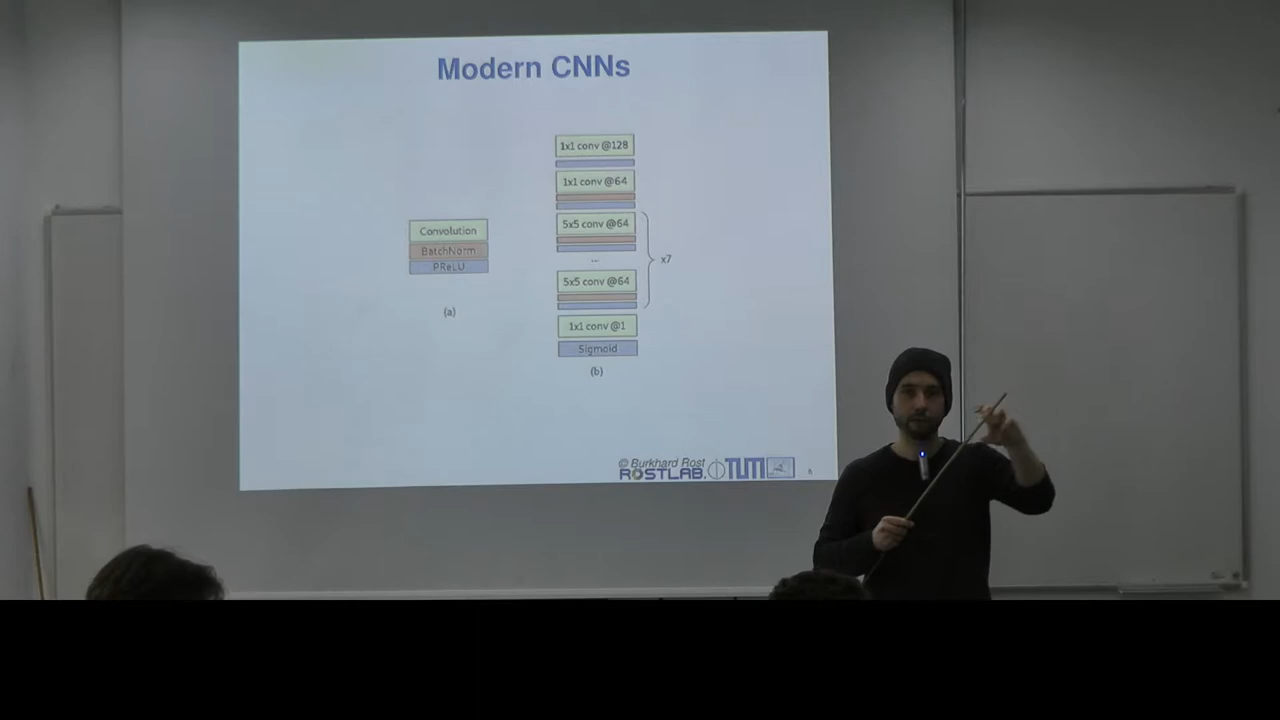 Modern CNNs
Convolution
BatchNorm
PReLU
(a)
1x1 conv @128
1x1 conv @64
5x5 conv @64
...
5x5 conv @64
x7
1x1 conv @1
Sigmoid
(b)
© Burkhard Rost
ROSTLAB.
TUM